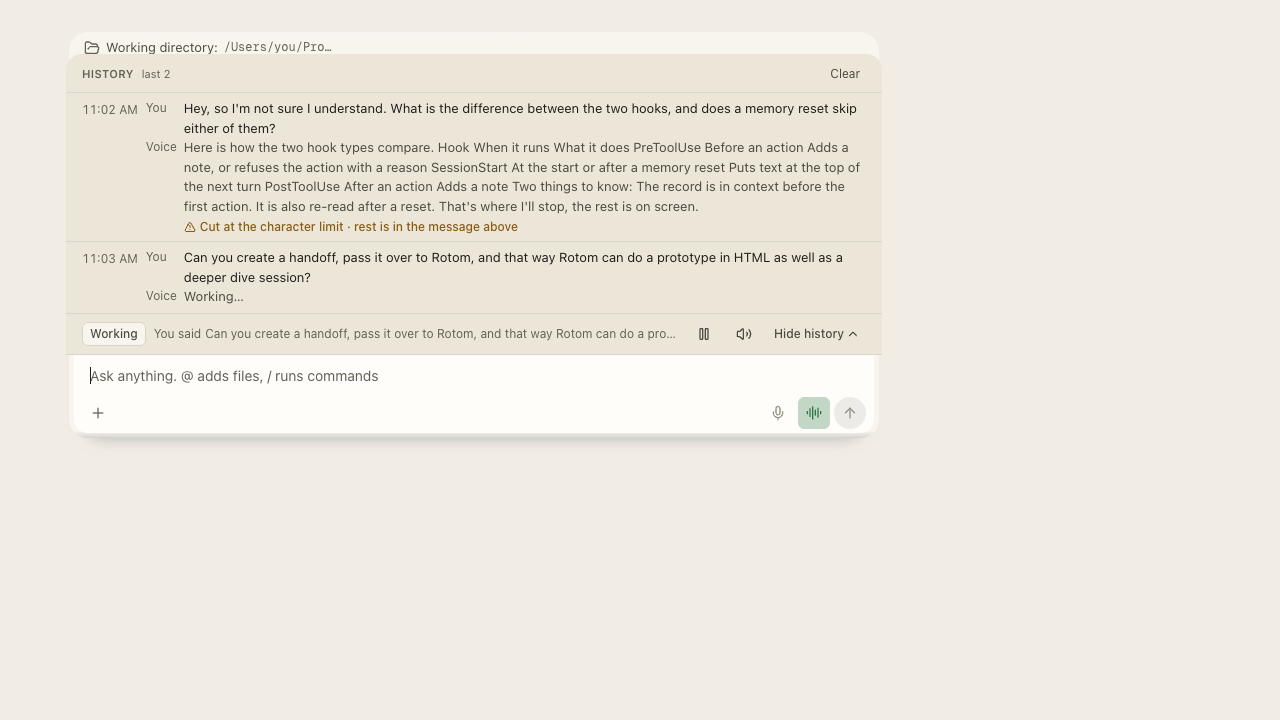 Working directory: /Users/you/Pro…
HISTORY last 2 Clear
11:02 AM You Hey, so I'm not sure I understand. What is the difference between the two hooks, and does a memory reset skip
either of them?
Voice Here is how the two hook types compare. Hook When it runs What it does PreToolUse Before an action Adds a
note, or refuses the action with a reason SessionStart At the start or after a memory reset Puts text at the top of
the next turn PostToolUse After an action Adds a note Two things to know: The record is in context before the
first action. It is also re-read after a reset. That's where I'll stop, the rest is on screen.
Cut at the character limit · rest is in the message above
11:03 AM You Can you create a handoff, pass it over to Rotom, and that way Rotom can do a prototype in HTML as well as a
deeper dive session?
Voice Working…
Working You said Can you create a handoff, pass it over to Rotom, and that way Rotom can do a pro… Hide history
Ask anything. @ adds files, / runs commands